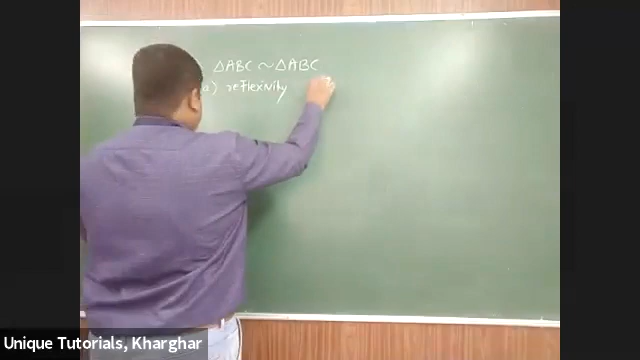 △ABC ~ △ABC
a) reflexivity
Unique Tutorials, Kharghar